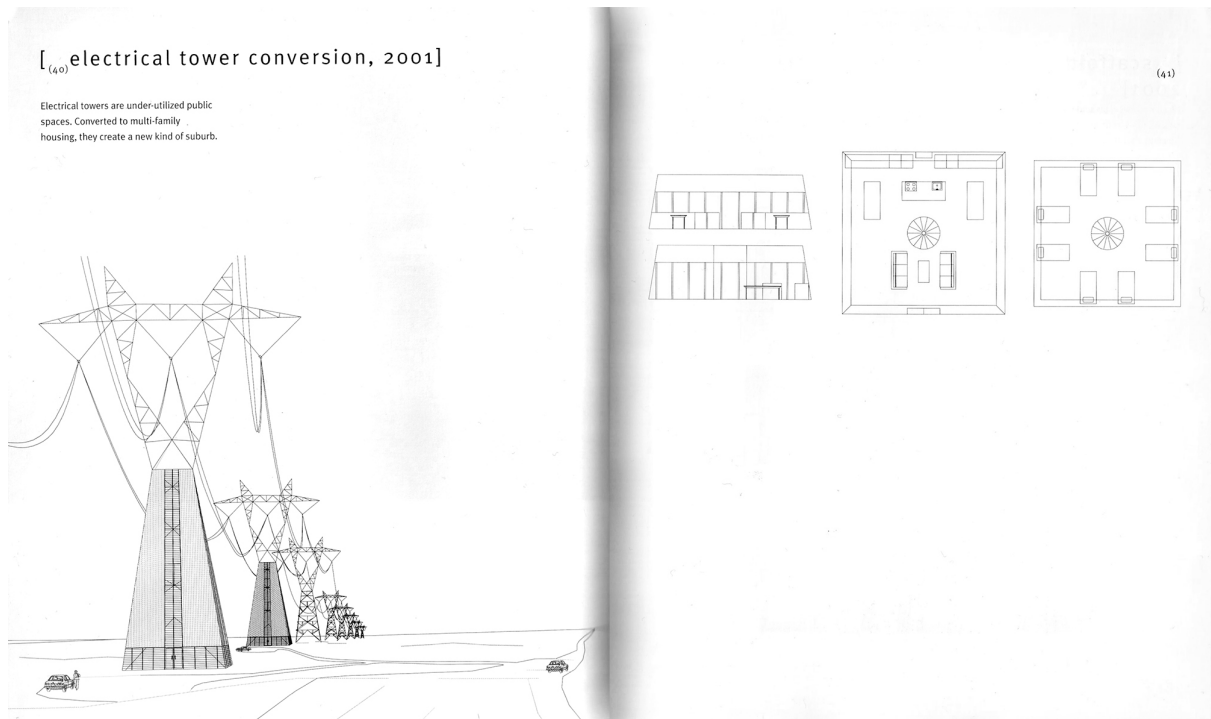 [(40)electrical tower conversion, 2001]
Electrical towers are under-utilized public
spaces. Converted to multi-family
housing, they create a new kind of suburb.
(41)